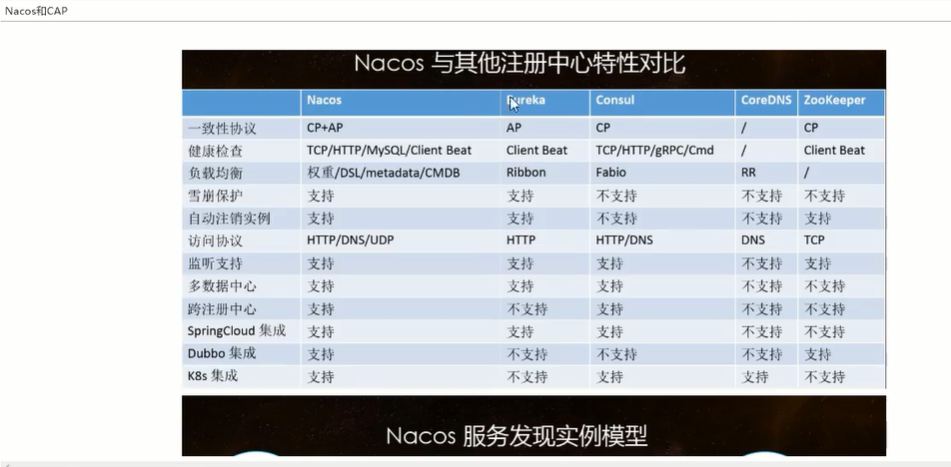 Nacos和CAP
Nacos 与其他注册中心特性对比
Nacos Eureka Consul CoreDNS ZooKeeper
一致性协议 CP+AP AP CP / CP
健康检查 TCP/HTTP/MySQL/Client Beat Client Beat TCP/HTTP/gRPC/Cmd / Client Beat
负载均衡 权重/DSL/metadata/CMDB Ribbon Fabio RR /
雪崩保护 支持 支持 不支持 不支持 不支持
自动注销实例 支持 支持 不支持 不支持 支持
访问协议 HTTP/DNS/UDP HTTP HTTP/DNS DNS TCP
监听支持 支持 支持 支持 不支持 支持
多数据中心 支持 支持 支持 不支持 不支持
跨注册中心 支持 不支持 支持 不支持 不支持
SpringCloud 集成 支持 支持 支持 不支持 不支持
Dubbo 集成 支持 不支持 不支持 不支持 支持
K8s 集成 支持 不支持 支持 支持 不支持
Nacos 服务发现实例模型